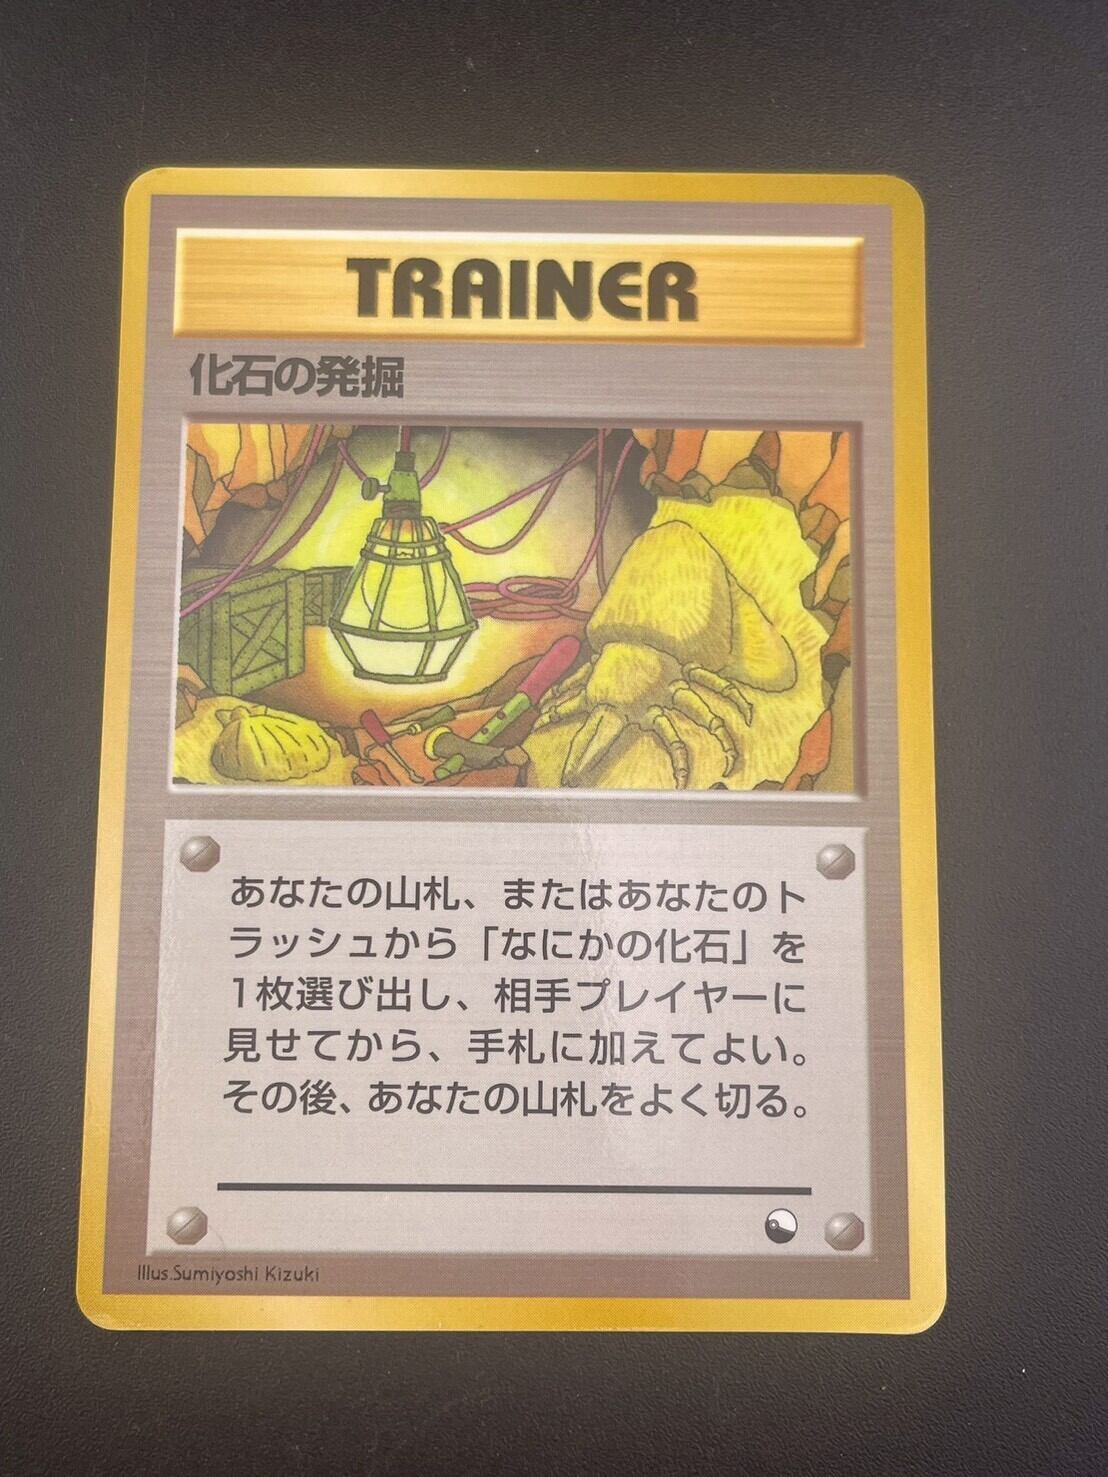 TRAINER
化石の発掘
あなたの山札、またはあなたのト
ラッシュから「なにかの化石」を
1枚選び出し、相手プレイヤーに
見せてから、手札に加えてよい。
その後、あなたの山札をよく切る。
Illus.Sumiyoshi Kizuki